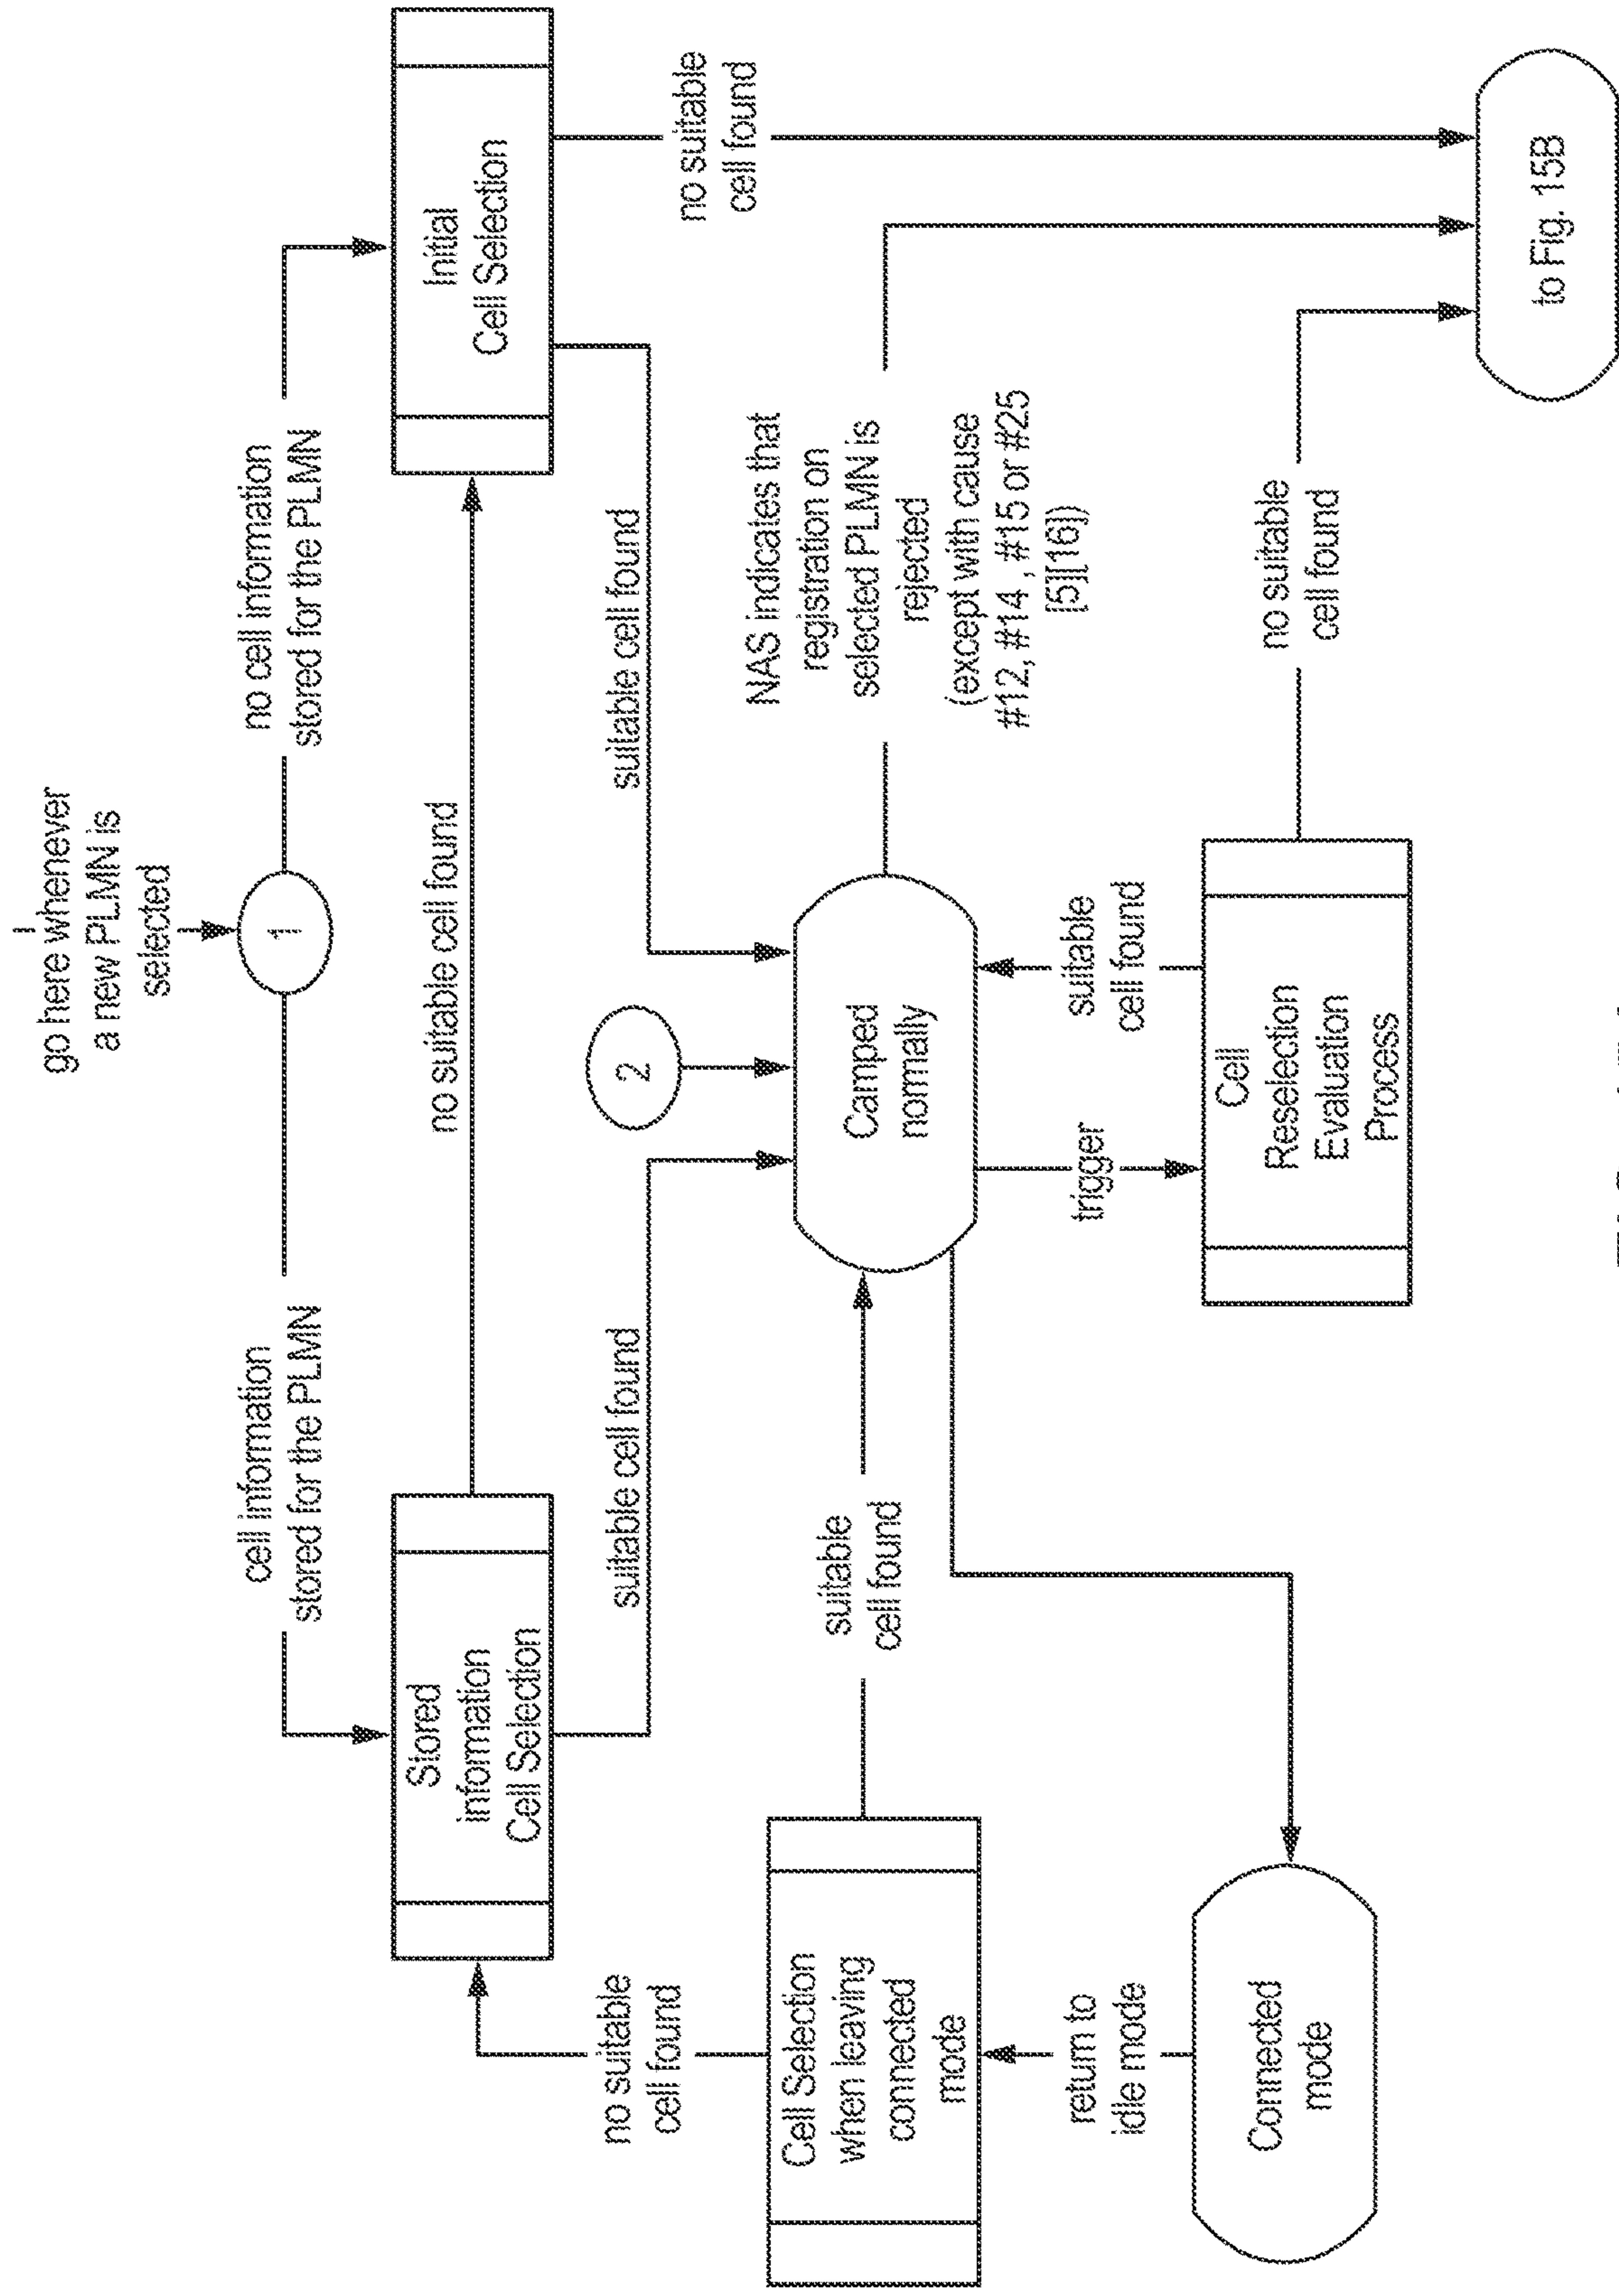 go here whenever
a new PLMN is
selected
1
cell information
stored for the PLMN
no cell information
stored for the PLMN
Stored
information
Cell Selection
no suitable cell found
Initial
Cell Selection
no suitable
cell found
suitable cell found
2
suitable cell found
no suitable
cell found
Cell Selection
when leaving
connected
mode
suitable
cell found
Camped
normally
NAS indicates that
registration on
selected PLMN is
rejected
(except with cause
#12, #14 , #15 or #25
[5][16])
return to
idle mode
trigger
suitable
cell found
no suitable
cell found
Connected
mode
Cell
Reselection
Evaluation
Process
to Fig. 15B